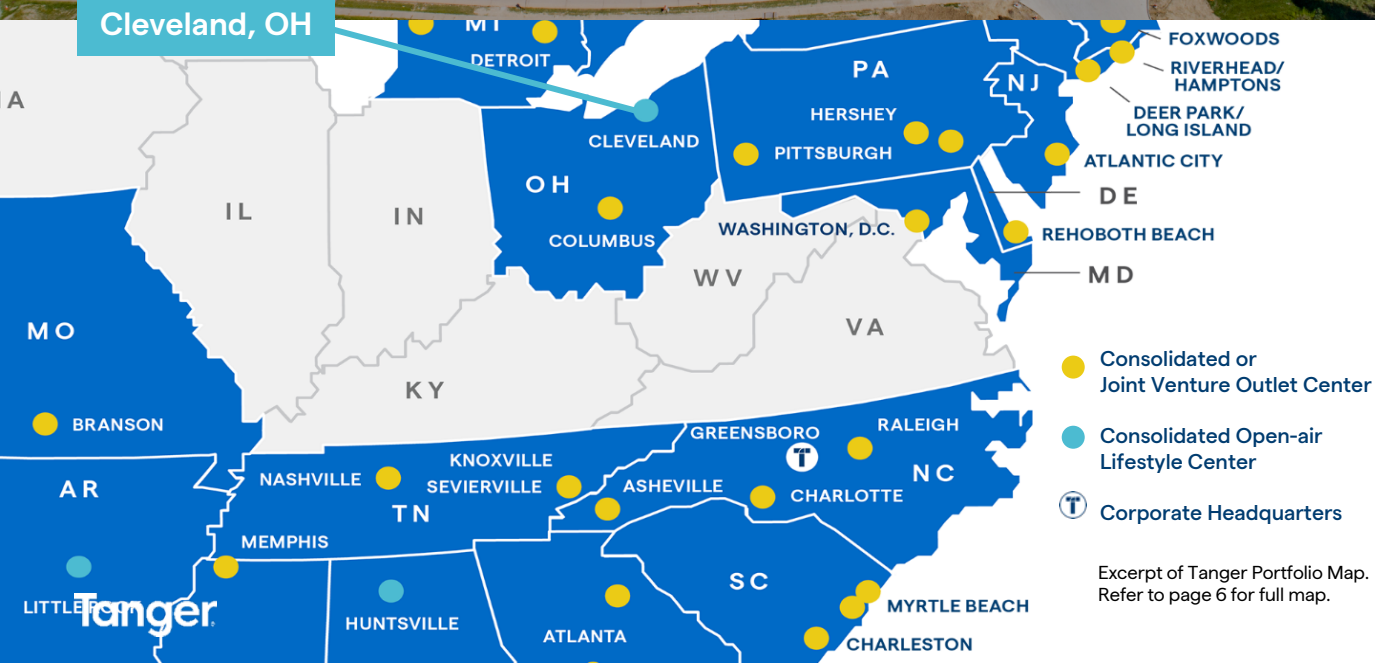 Cleveland, OH
MI
DETROIT
FOXWOODS
RIVERHEAD/
HAMPTONS
PA
NJ
HERSHEY
DEER PARK/
LONG ISLAND
CLEVELAND
PITTSBURGH
ATLANTIC CITY
OH
DE
IL
IN
WASHINGTON, D.C.
COLUMBUS
REHOBOTH BEACH
WV
MD
MO
VA
Consolidated or
Joint Venture Outlet Center
KY
BRANSON
GREENSBORO
RALEIGH
Consolidated Open-air
Lifestyle Center
KNOXVILLE
NASHVILLE
SEVIERVILLE
ASHEVILLE
NC
AR
CHARLOTTE
TN
T
Corporate Headquarters
MEMPHIS
Excerpt of Tanger Portfolio Map.
Refer to page 6 for full map.
SC
LITTLE
Tanger
HUNTSVILLE
MYRTLE BEACH
ATLANTA
CHARLESTON